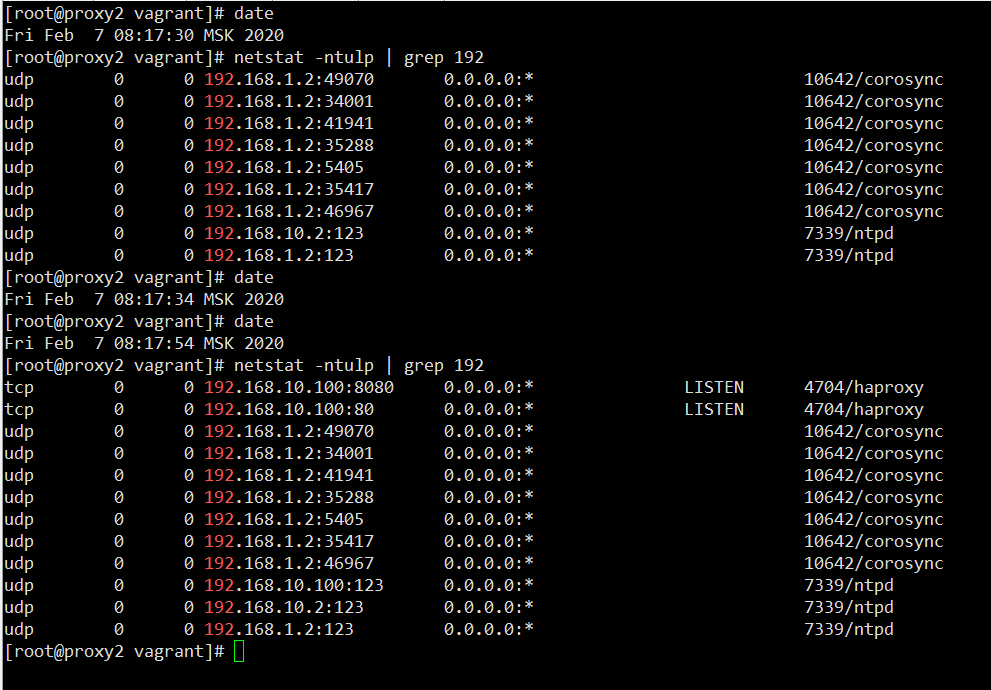 [root@proxy2 vagrant]# date
Fri Feb  7 08:17:30 MSK 2020
[root@proxy2 vagrant]# netstat -ntulp | grep 192
udp        0      0 192.168.1.2:49070       0.0.0.0:*                           10642/corosync
udp        0      0 192.168.1.2:34001       0.0.0.0:*                           10642/corosync
udp        0      0 192.168.1.2:41941       0.0.0.0:*                           10642/corosync
udp        0      0 192.168.1.2:35288       0.0.0.0:*                           10642/corosync
udp        0      0 192.168.1.2:5405        0.0.0.0:*                           10642/corosync
udp        0      0 192.168.1.2:35417       0.0.0.0:*                           10642/corosync
udp        0      0 192.168.1.2:46967       0.0.0.0:*                           10642/corosync
udp        0      0 192.168.10.2:123        0.0.0.0:*                           7339/ntpd
udp        0      0 192.168.1.2:123         0.0.0.0:*                           7339/ntpd
[root@proxy2 vagrant]# date
Fri Feb  7 08:17:34 MSK 2020
[root@proxy2 vagrant]# date
Fri Feb  7 08:17:54 MSK 2020
[root@proxy2 vagrant]# netstat -ntulp | grep 192
tcp        0      0 192.168.10.100:8080     0.0.0.0:*               LISTEN      4704/haproxy
tcp        0      0 192.168.10.100:80       0.0.0.0:*               LISTEN      4704/haproxy
udp        0      0 192.168.1.2:49070       0.0.0.0:*                           10642/corosync
udp        0      0 192.168.1.2:34001       0.0.0.0:*                           10642/corosync
udp        0      0 192.168.1.2:41941       0.0.0.0:*                           10642/corosync
udp        0      0 192.168.1.2:35288       0.0.0.0:*                           10642/corosync
udp        0      0 192.168.1.2:5405        0.0.0.0:*                           10642/corosync
udp        0      0 192.168.1.2:35417       0.0.0.0:*                           10642/corosync
udp        0      0 192.168.1.2:46967       0.0.0.0:*                           10642/corosync
udp        0      0 192.168.10.100:123      0.0.0.0:*                           7339/ntpd
udp        0      0 192.168.10.2:123        0.0.0.0:*                           7339/ntpd
udp        0      0 192.168.1.2:123         0.0.0.0:*                           7339/ntpd
[root@proxy2 vagrant]#